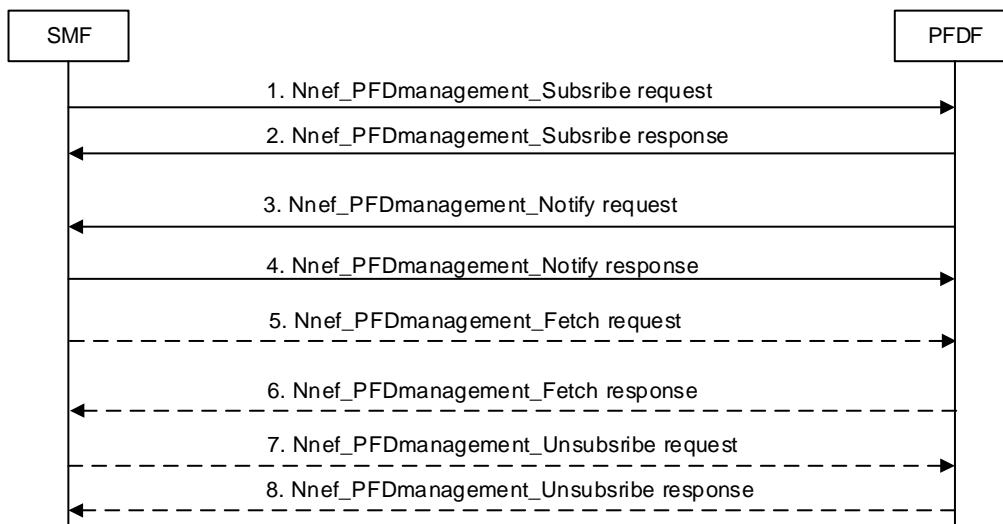 SMF
PFDF
1. Nnef_PFDmanagement_Subsribe request
2. Nnef_PFDmanagement_Subsribe response
3. Nnef_PFDmanagement_Notify request
4. Nnef_PFDmanagement_Notify response
5. Nnef_PFDmanagement_Fetch request
6. Nnef_PFDmanagement_Fetch response
7. Nnef_PFDmanagement_Unsubsribe request
8. Nnef_PFDmanagement_Unsubsribe response